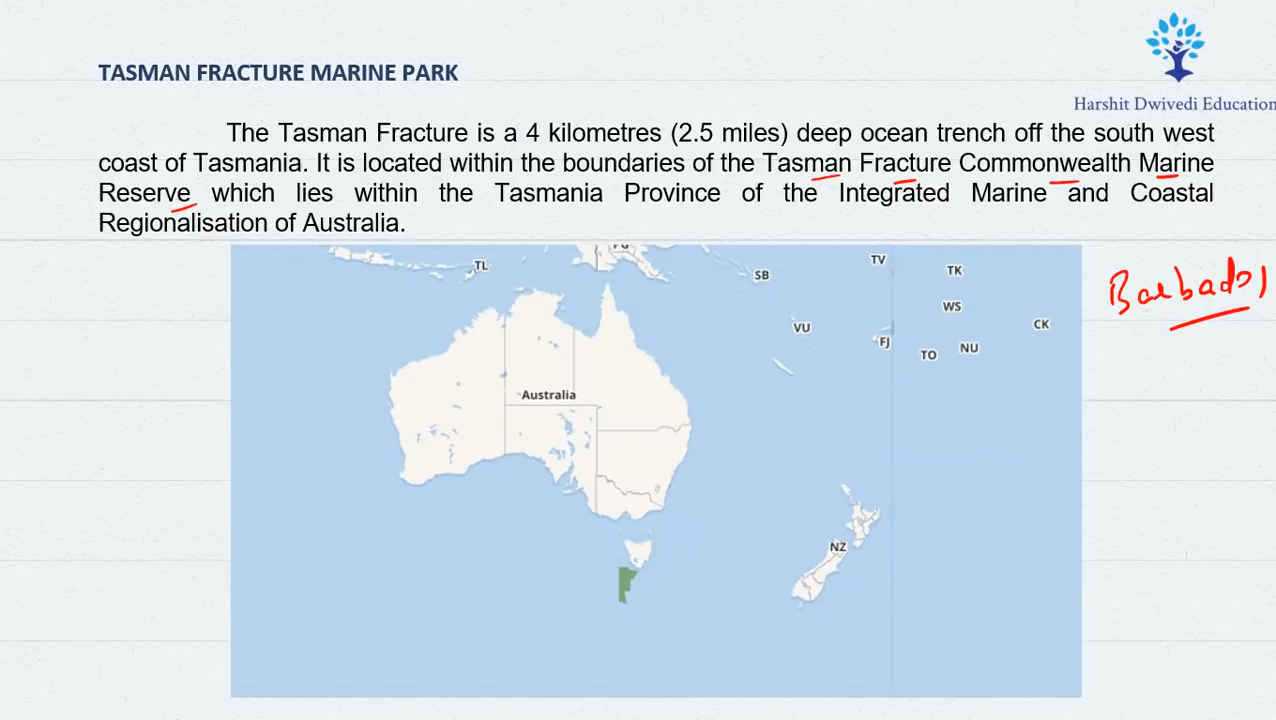 TASMAN FRACTURE MARINE PARK
Harshit Dwivedi Education
The Tasman Fracture is a 4 kilometres (2.5 miles) deep ocean trench off the south west
coast of Tasmania. It is located within the boundaries of the Tasman Fracture Commonwealth Marine
Reserve which lies within the Tasmania Province of the Integrated Marine and Coastal
Regionalisation of Australia.
PG
TL
SB
TV
TK
Barbados
WS
VU
CK
FJ
TO
NU
Australia
NZ